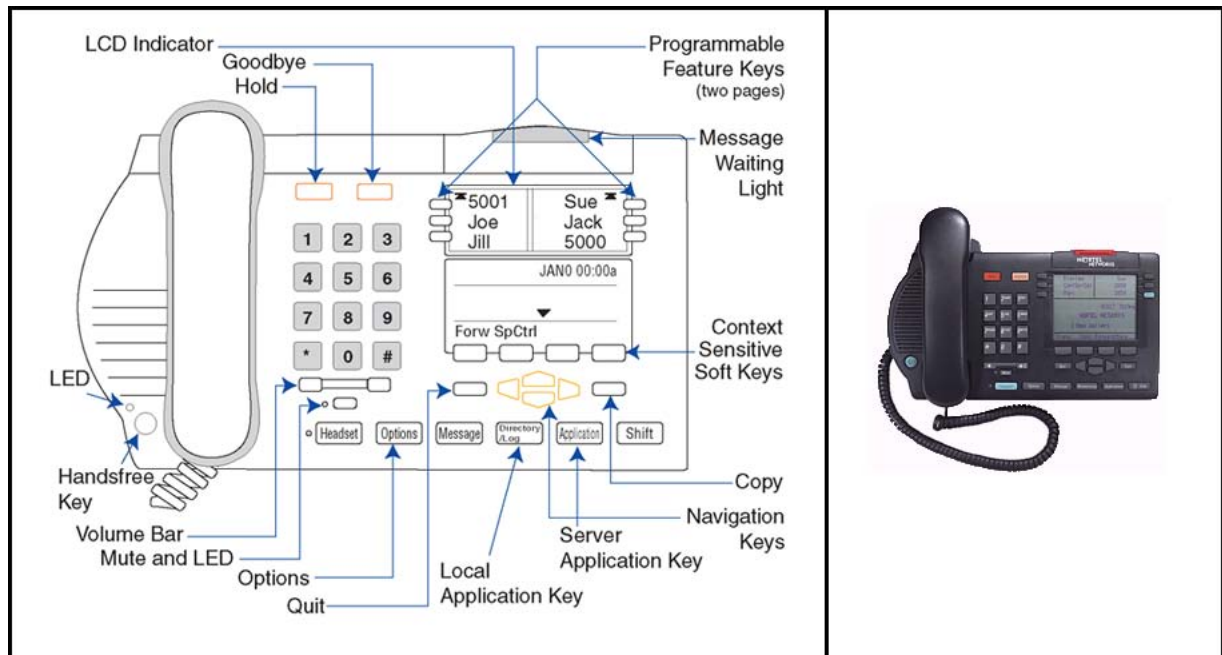 LCD Indicator
Goodbye
Hold
Programmable
Feature Keys
(two pages)
Message
Waiting
Light
5001 Sue
Joe Jack
Jill 5000
1 2 3
4 5 6
7 8 9
* 0 #
JAN0 00:00a
Forw SpCtrl
Context
Sensitive
Soft Keys
LED
Headset Options Message Directory
/Log Application Shift
Handsfree
Key
Volume Bar
Mute and LED
Options
Quit
Local
Application Key
Server
Application Key
Copy
Navigation
Keys
NORTEL
NETWORKS